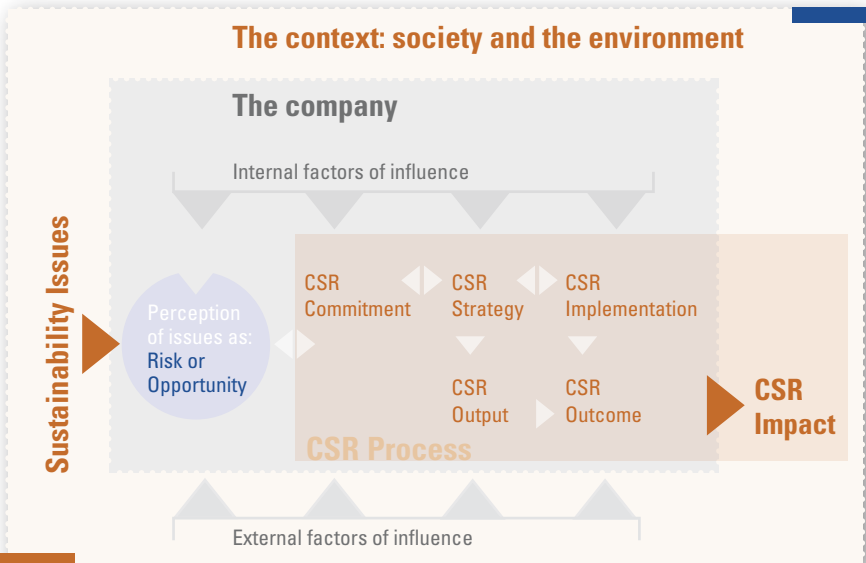 The context: society and the environment
The company
Internal factors of influence
Sustainability Issues
Perception
of issues as:
Risk or
Opportunity
CSR
Commitment
CSR
Strategy
CSR
Implementation
CSR
Output
CSR
Outcome
CSR
Impact
CSR Process
External factors of influence